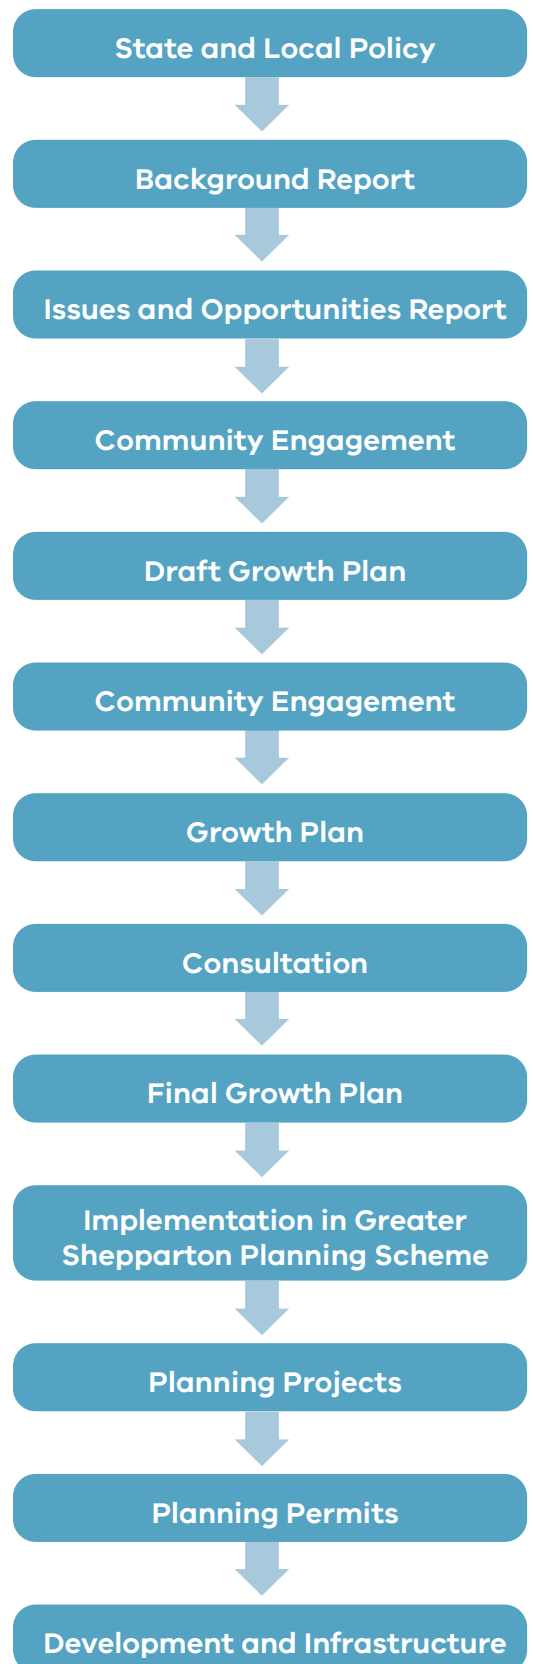 State and Local Policy
Background Report
Issues and Opportunities Report
Community Engagement
Draft Growth Plan
Community Engagement
Growth Plan
Consultation
Final Growth Plan
Implementation in Greater
Shepparton Planning Scheme
Planning Projects
Planning Permits
Development and Infrastructure